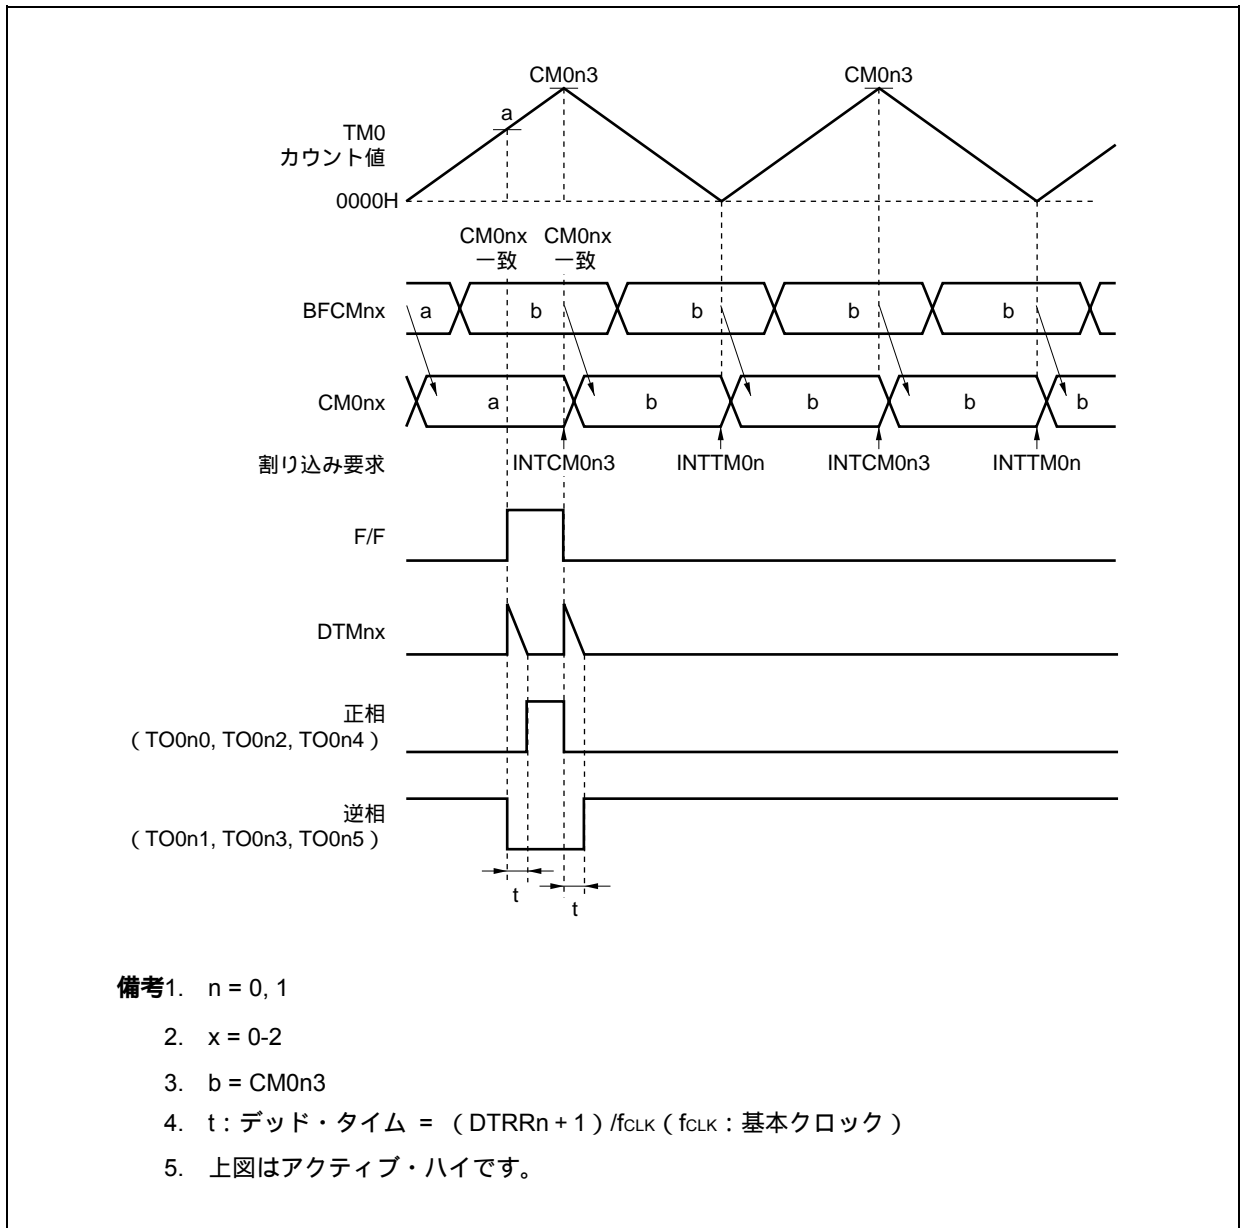 CM0n3 CM0n3
a
TM0
カウント値
0000H
CM0nx CM0nx
一致 一致
BFCMnx a b b b b
CM0nx a b b b b
割り込み要求 INTCM0n3 INTTM0n INTCM0n3 INTTM0n
F/F
DTMnx
正相
（TO0n0, TO0n2, TO0n4）
逆相
（TO0n1, TO0n3, TO0n5）
t
t
備考1. n = 0, 1
2. x = 0-2
3. b = CM0n3
4. t：デッド・タイム = （DTRRn + 1）/fCLK（fCLK：基本クロック）
5. 上図はアクティブ・ハイです。